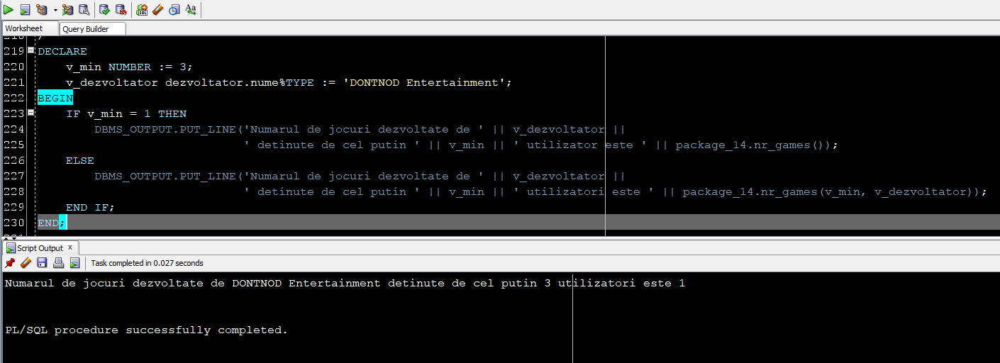 Worksheet Query Builder
219 DECLARE
220 v_min NUMBER := 3;
221 v_dezvoltator dezvoltator.nume%TYPE := 'DONTNOD Entertainment';
222 BEGIN
223 IF v_min = 1 THEN
224 DBMS_OUTPUT.PUT_LINE('Numarul de jocuri dezvoltate de ' || v_dezvoltator ||
225 ' detinute de cel putin ' || v_min || ' utilizator este ' || package_14.nr_games());
226 ELSE
227 DBMS_OUTPUT.PUT_LINE('Numarul de jocuri dezvoltate de ' || v_dezvoltator ||
228 ' detinute de cel putin ' || v_min || ' utilizatori este ' || package_14.nr_games(v_min, v_dezvoltator));
229 END IF;
230 END;
Script Output x
Task completed in 0.027 seconds
Numarul de jocuri dezvoltate de DONTNOD Entertainment detinute de cel putin 3 utilizatori este 1
PL/SQL procedure successfully completed.